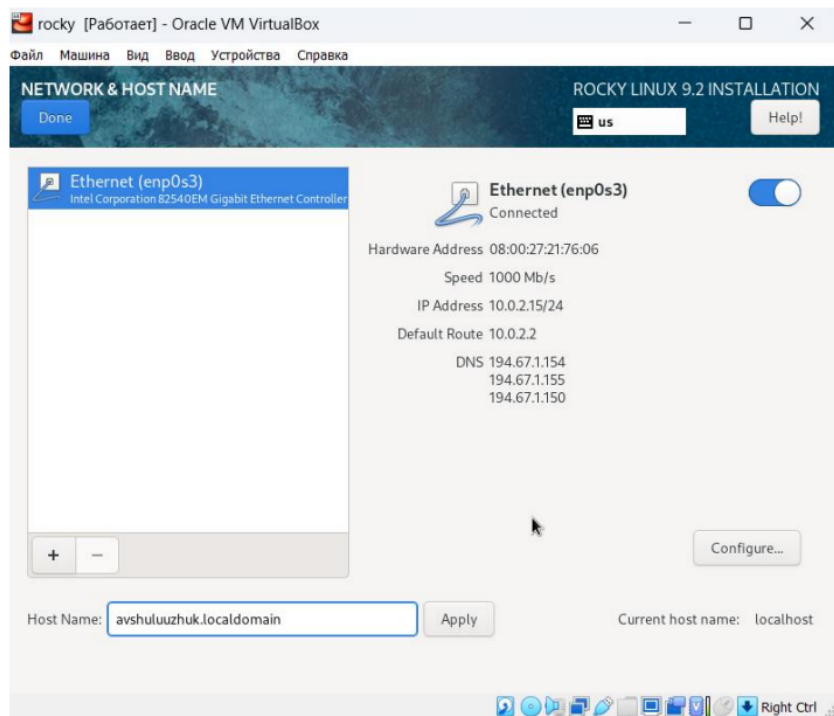 rocky [Работает] - Oracle VM VirtualBox
Файл Машина Вид Ввод Устройства Справка
NETWORK & HOST NAME
ROCKY LINUX 9.2 INSTALLATION
Done
us
Help!
Ethernet (enp0s3)
Intel Corporation 82540EM Gigabit Ethernet Controller
Ethernet (enp0s3)
Connected
Hardware Address 08:00:27:21:76:06
Speed 1000 Mb/s
IP Address 10.0.2.15/24
Default Route 10.0.2.2
DNS 194.67.1.154
194.67.1.155
194.67.1.150
+ −
Configure...
Host Name: avshuluuzhuk.localdomain Apply Current host name: localhost
Right Ctrl